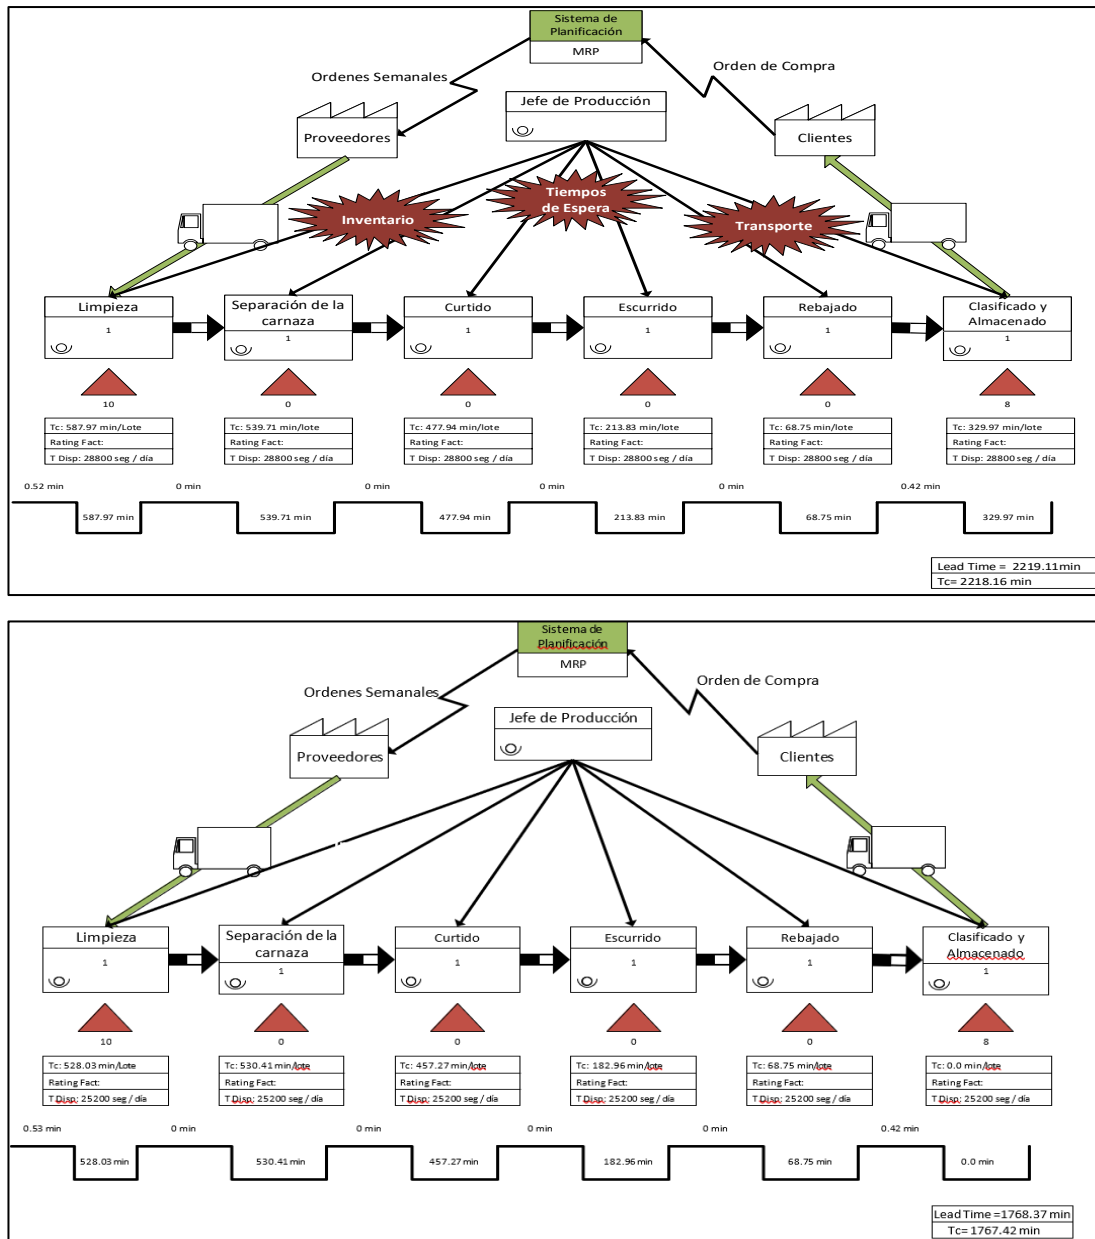 Sistema de
Planificación
MRP
Ordenes Semanales
Orden de Compra
Jefe de Producción
Proveedores
Clientes
Inventario
Tiempos
de Espera
Transporte
Limpieza
1
Separación de la
carnaza
1
Curtido
1
Escurrido
1
Rebajado
1
Clasificado y
Almacenado
1
10
0
0
0
0
8
Tc: 587.97 min/Lote
Rating Fact:
T Disp: 28800 seg / día
Tc: 539.71 min/lote
Rating Fact:
T Disp: 28800 seg / día
Tc: 477.94 min/lote
Rating Fact:
T Disp: 28800 seg / día
Tc: 213.83 min/lote
Rating Fact:
T Disp: 28800 seg / día
Tc: 68.75 min/lote
Rating Fact:
T Disp: 28800 seg / día
Tc: 329.97 min/lote
Rating Fact:
T Disp: 28800 seg / día
0.52 min
0 min
0 min
0 min
0 min
0.42 min
587.97 min
539.71 min
477.94 min
213.83 min
68.75 min
329.97 min
Lead Time = 2219.11min
Tc= 2218.16 min
Sistema de
Planificación
MRP
Ordenes Semanales
Orden de Compra
Jefe de Producción
Proveedores
Clientes
Limpieza
1
Separación de la
carnaza
1
Curtido
1
Escurrido
1
Rebajado
1
Clasificado y
Almacenado
1
10
0
0
0
0
8
Tc: 528.03 min/Lote
Rating Fact:
T Disp: 25200 seg / día
Tc: 530.41 min/lote
Rating Fact:
T Disp: 25200 seg / día
Tc: 457.27 min/lote
Rating Fact:
T Disp: 25200 seg / día
Tc: 182.96 min/lote
Rating Fact:
T Disp: 25200 seg / día
Tc: 68.75 min/lote
Rating Fact:
T Disp: 25200 seg / día
Tc: 0.0 min/lote
Rating Fact:
T Disp: 25200 seg / día
0.53 min
0 min
0 min
0 min
0 min
0.42 min
528.03 min
530.41 min
457.27 min
182.96 min
68.75 min
0.0 min
Lead Time =1768.37 min
Tc= 1767.42 min